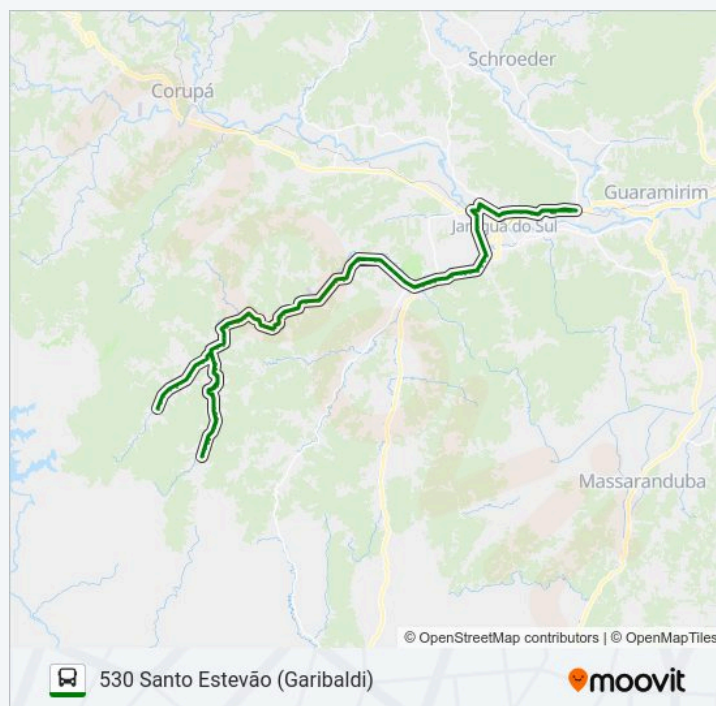 Schroeder
Corupá
Guaramirim
Jaraguá do Sul
Massaranduba
© OpenStreetMap contributors | © OpenMapTiles
530 Santo Estevão (Garibaldi)
moovit